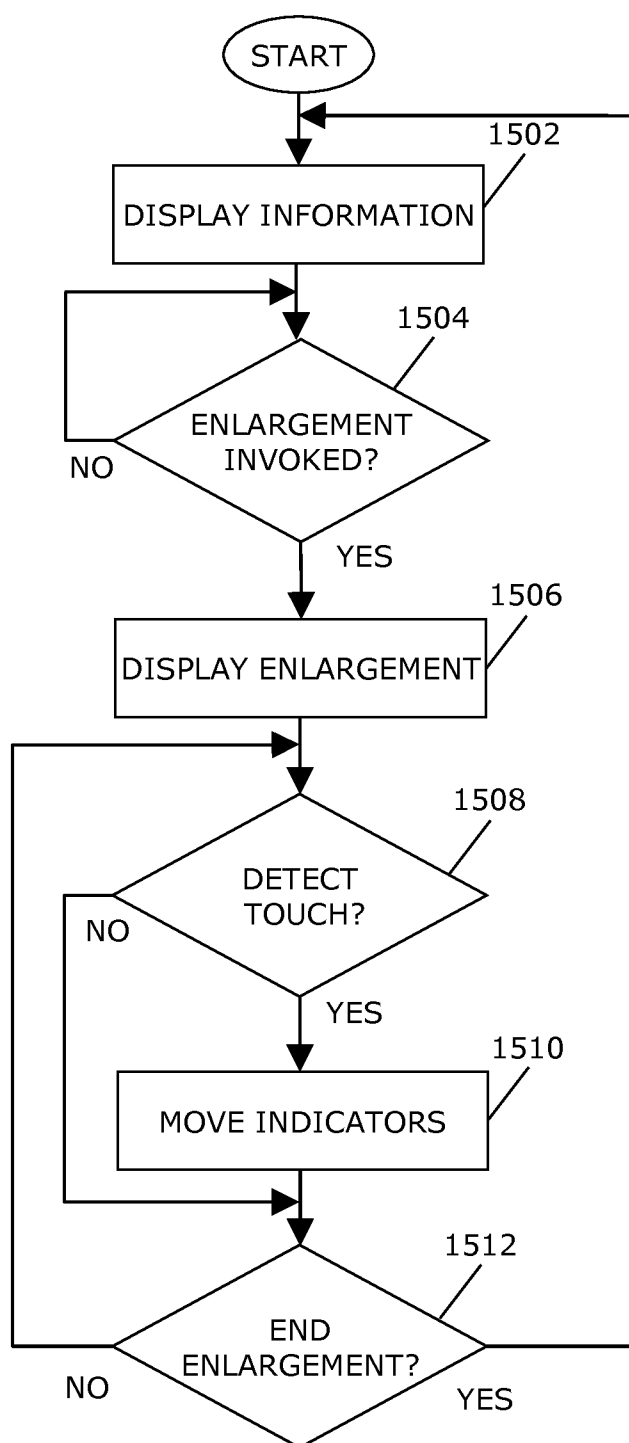 START
1502
DISPLAY INFORMATION
1504
ENLARGEMENT
INVOKED?
NO
YES
1506
DISPLAY ENLARGEMENT
1508
DETECT
TOUCH?
NO
YES
1510
MOVE INDICATORS
1512
END
ENLARGEMENT?
NO
YES